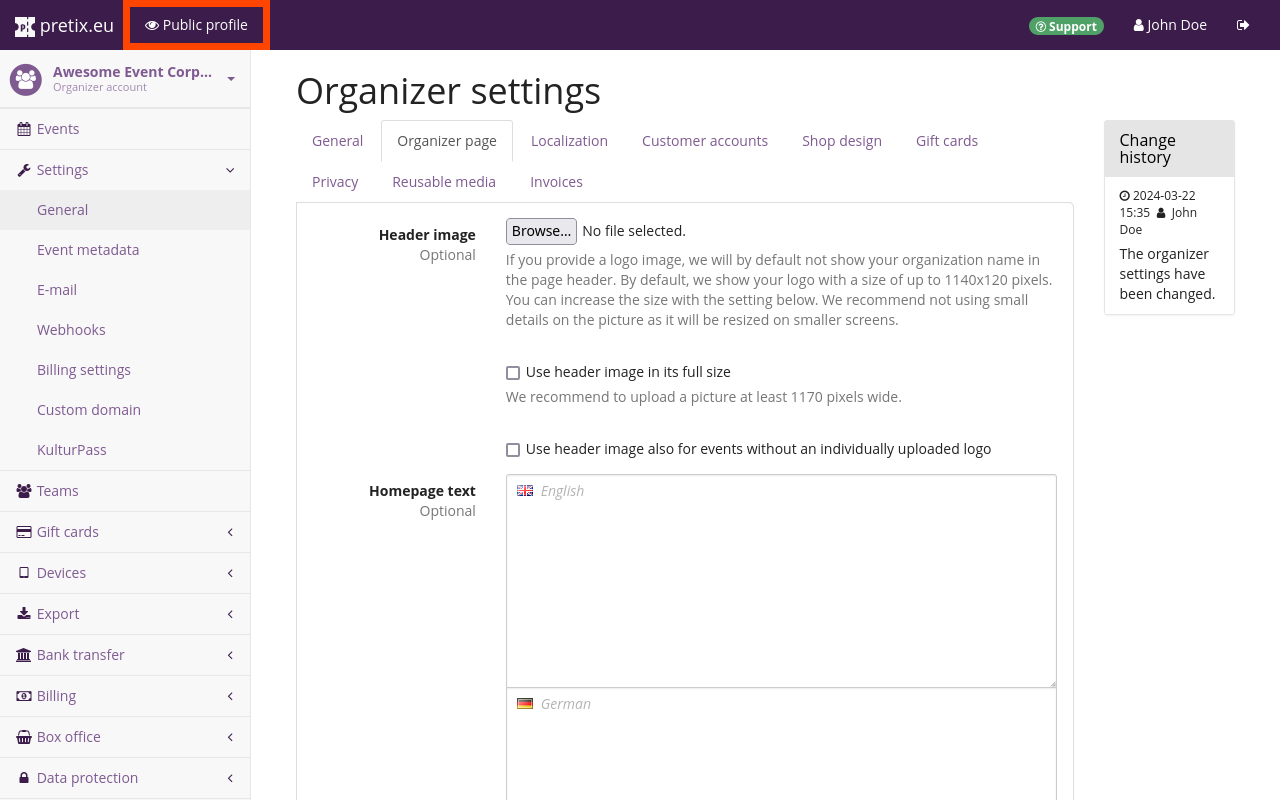 pretix.eu
Public profile
Support
John Doe
Awesome Event Corp...
Organizer account
Events
Settings
General
Event metadata
E-mail
Webhooks
Billing settings
Custom domain
KulturPass
Teams
Gift cards
Devices
Export
Bank transfer
Billing
Box office
Data protection
Organizer settings
General
Organizer page
Localization
Customer accounts
Shop design
Gift cards
Privacy
Reusable media
Invoices
Header image
Optional
Browse... No file selected.
If you provide a logo image, we will by default not show your organization name in
the page header. By default, we show your logo with a size of up to 1140x120 pixels.
You can increase the size with the setting below. We recommend not using small
details on the picture as it will be resized on smaller screens.
Use header image in its full size
We recommend to upload a picture at least 1170 pixels wide.
Use header image also for events without an individually uploaded logo
Homepage text
Optional
English
German
Change
history
2024-03-22
15:35 John
Doe
The organizer
settings have
been changed.